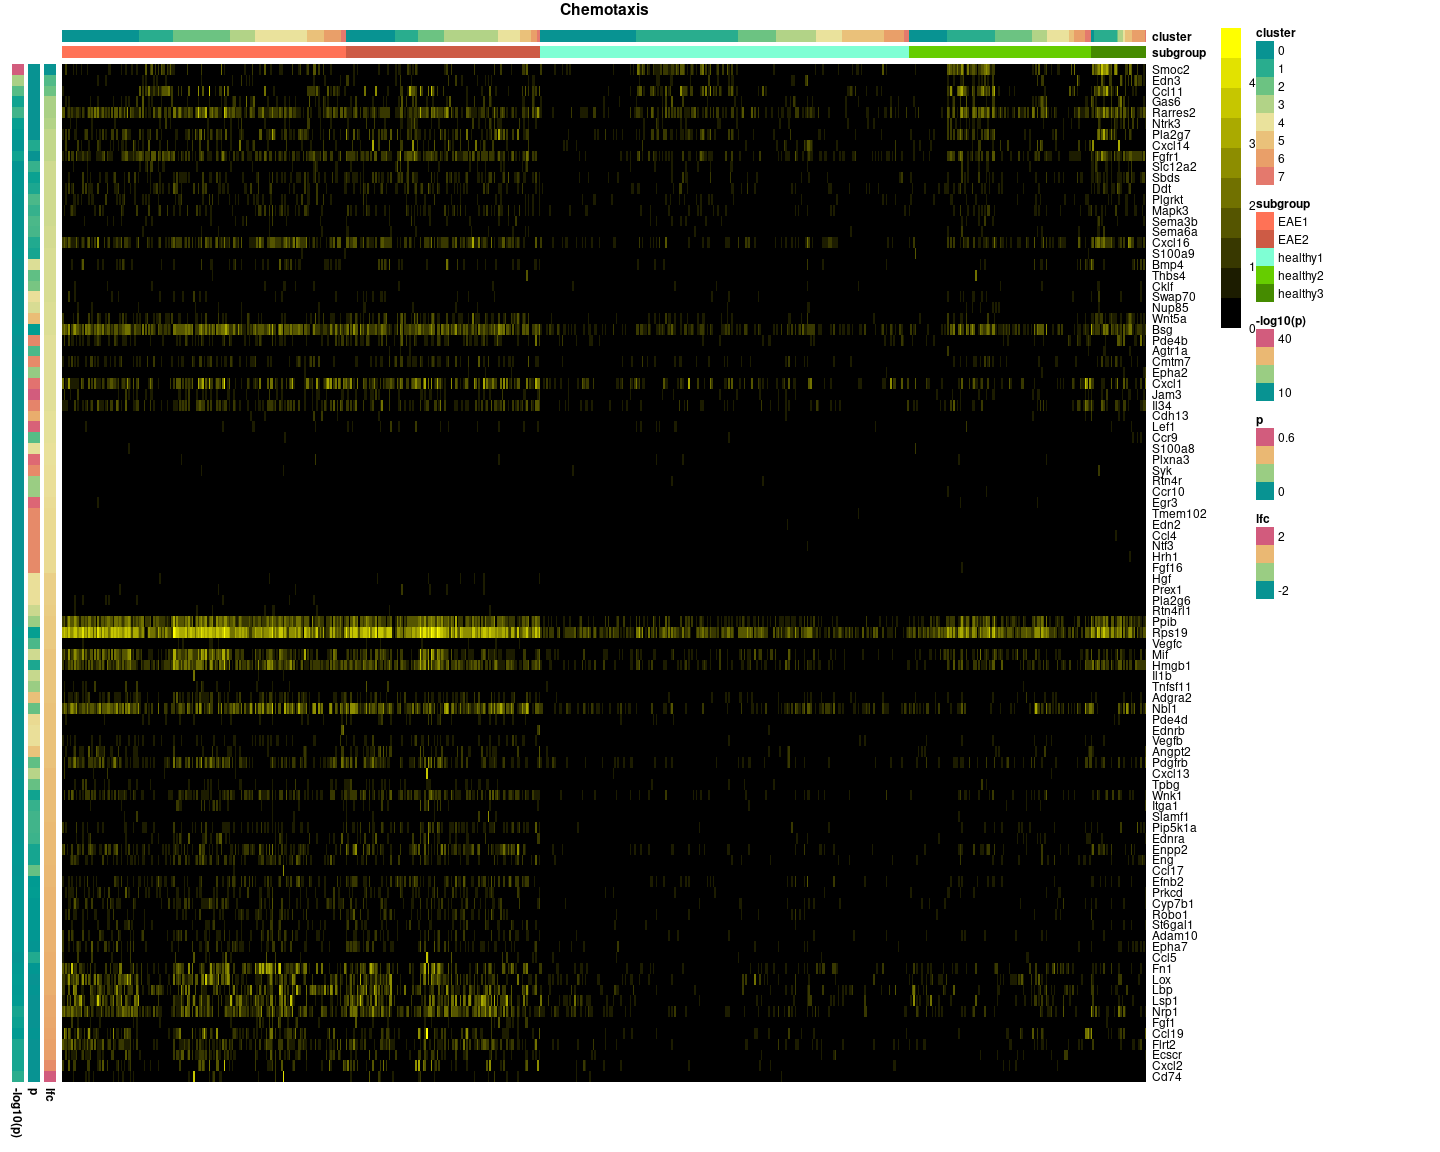 Chemotaxis
cluster
subgroup
Smoc2
Edn3
Ccl11
Gas6
Rarres2
Ntrk3
Pla2g7
Cxcl14
Fgfr1
Slc12a2
Sbds
Ddt
Plgrkt
Mapk3
Sema3b
Sema6a
Cxcl16
S100a9
Bmp4
Thbs4
Cklf
Swap70
Nup85
Wnt5a
Bsg
Pde4b
Agtr1a
Cmtm7
Epha2
Cxcl1
Jam3
Il34
Cdh13
Lef1
Ccr9
S100a8
Plxna3
Syk
Rtn4r
Ccr10
Egr3
Tmem102
Edn2
Ccl4
Ntf3
Hrh1
Fgf16
Hgf
Prex1
Pla2g6
Rtn4rl1
Ppib
Rps19
Vegfc
Mif
Hmgb1
Il1b
Tnfsf11
Adgra2
Nbl1
Pde4d
Ednrb
Vegfb
Angpt2
Pdgfrb
Cxcl13
Tpbg
Wnk1
Itga1
Slamf1
Pip5k1a
Ednra
Enpp2
Eng
Ccl17
Efnb2
Prkcd
Cyp7b1
Robo1
St6gal1
Adam10
Epha7
Ccl5
Fn1
Lox
Lbp
Lsp1
Nrp1
Fgf1
Ccl19
Flrt2
Ecscr
Cxcl2
Cd74
4
3
2
1
0
cluster
0
1
2
3
4
5
6
7
subgroup
EAE1
EAE2
healthy1
healthy2
healthy3
-log10(p)
40
10
p
0.6
0
lfc
2
-2
-log10(p)
p
lfc